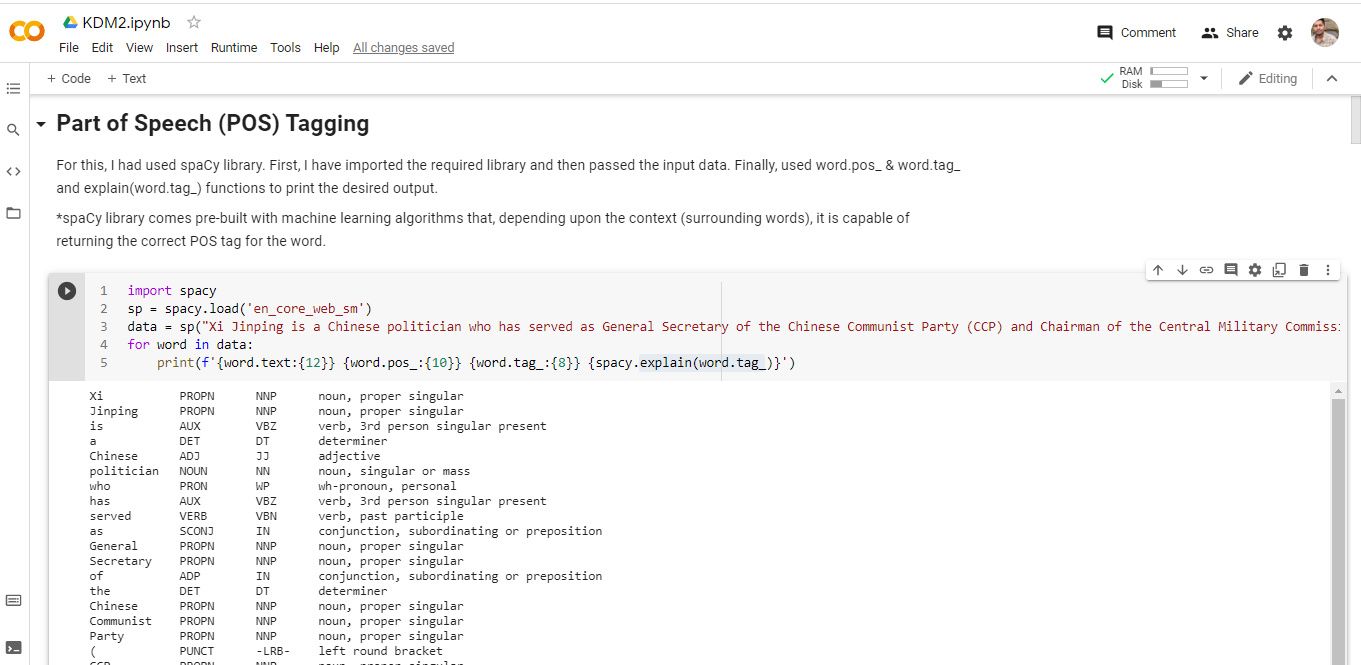 KDM2.ipynb
File Edit View Insert Runtime Tools Help All changes saved
Comment Share
+ Code + Text
RAM
Disk
Editing
Part of Speech (POS) Tagging
For this, I had used spaCy library. First, I have imported the required library and then passed the input data. Finally, used word.pos_ & word.tag_
and explain(word.tag_) functions to print the desired output.
*spaCy library comes pre-built with machine learning algorithms that, depending upon the context (surrounding words), it is capable of
returning the correct POS tag for the word.
1 import spacy
2 sp = spacy.load('en_core_web_sm')
3 data = sp("Xi Jinping is a Chinese politician who has served as General Secretary of the Chinese Communist Party (CCP) and Chairman of the Central Military Commiss
4 for word in data:
5 print(f'{word.text:{12}} {word.pos_:{10}} {word.tag_:{8}} {spacy.explain(word.tag_)}')
Xi PROPN NNP noun, proper singular
Jinping PROPN NNP noun, proper singular
is AUX VBZ verb, 3rd person singular present
a DET DT determiner
Chinese ADJ JJ adjective
politician NOUN NN noun, singular or mass
who PRON WP wh-pronoun, personal
has AUX VBZ verb, 3rd person singular present
served VERB VBN verb, past participle
as SCONJ IN conjunction, subordinating or preposition
General PROPN NNP noun, proper singular
Secretary PROPN NNP noun, proper singular
of ADP IN conjunction, subordinating or preposition
the DET DT determiner
Chinese PROPN NNP noun, proper singular
Communist PROPN NNP noun, proper singular
Party PROPN NNP noun, proper singular
( PUNCT -LRB- left round bracket
CCP PROPN NNP noun, proper singular